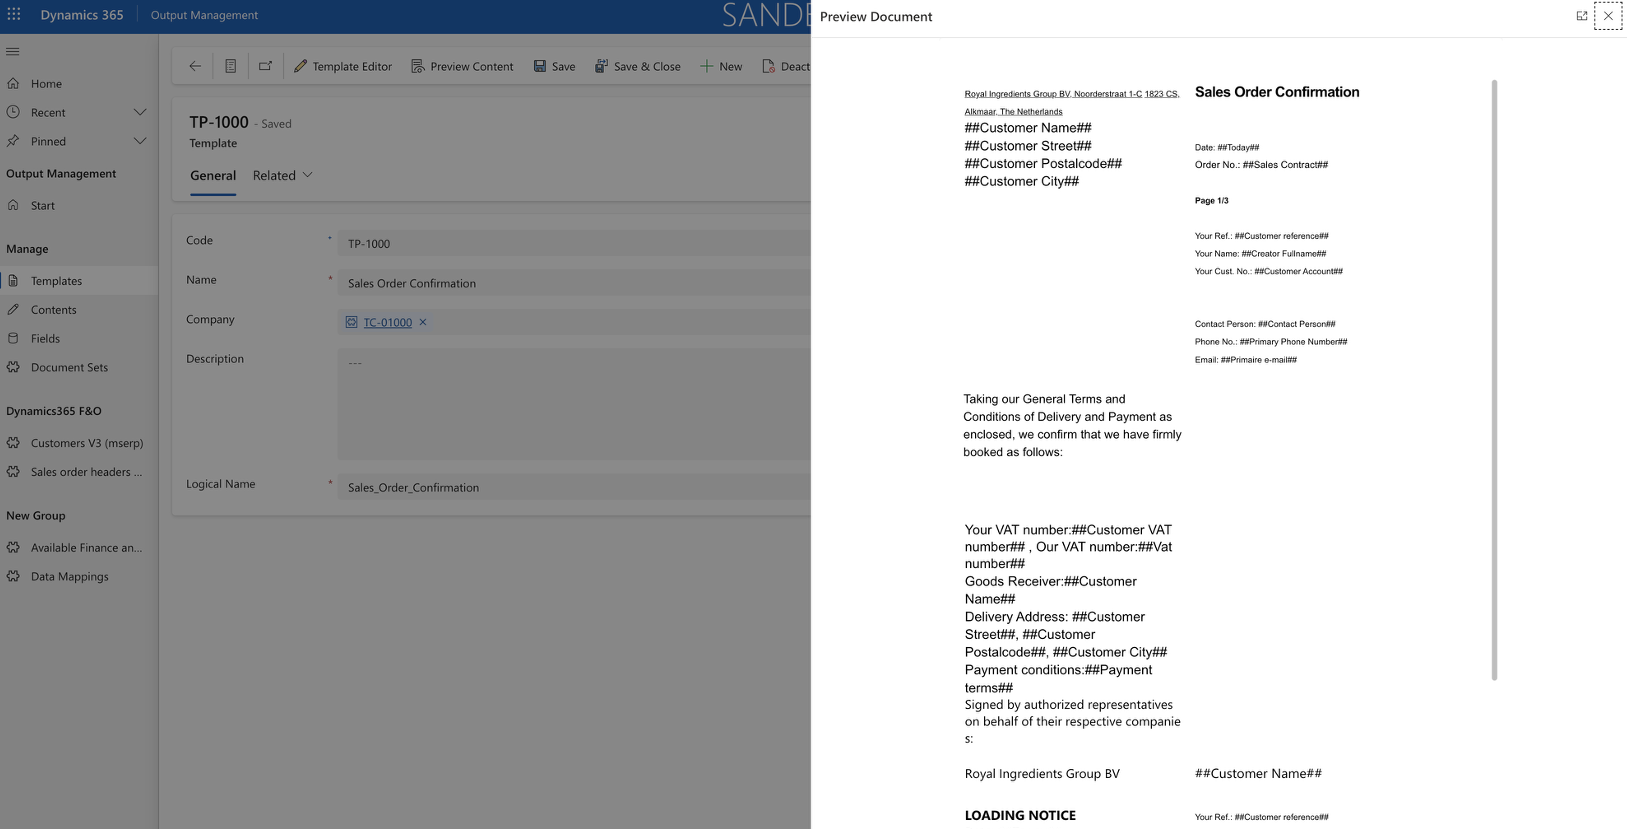 Dynamics 365
Output Management
SANDE
Home
Recent
Pinned
Output Management
Start
Manage
Templates
Contents
Fields
Document Sets
Dynamics365 F&O
Customers V3 (mserp)
Sales order headers ...
New Group
Available Finance an...
Data Mappings
Template Editor
Preview Content
Save
Save & Close
New
Deact
TP-1000 - Saved
Template
General
Related
Code * TP-1000
Name * Sales Order Confirmation
Company TC-01000
Description ---
Logical Name * Sales_Order_Confirmation
Preview Document
Royal Ingredients Group BV, Noorderstraat 1-C 1823 CS,
Alkmaar, The Netherlands
##Customer Name##
##Customer Street##
##Customer Postalcode##
##Customer City##
Sales Order Confirmation
Date: ##Today##
Order No.: ##Sales Contract##
Page 1/3
Your Ref.: ##Customer reference##
Your Name: ##Creator Fullname##
Your Cust. No.: ##Customer Account##
Contact Person: ##Contact Person##
Phone No.: ##Primary Phone Number##
Email: ##Primaire e-mail##
Taking our General Terms and
Conditions of Delivery and Payment as
enclosed, we confirm that we have firmly
booked as follows:
Your VAT number:##Customer VAT
number## , Our VAT number:##Vat
number##
Goods Receiver:##Customer
Name##
Delivery Address: ##Customer
Street##, ##Customer
Postalcode##, ##Customer City##
Payment conditions:##Payment
terms##
Signed by authorized representatives
on behalf of their respective companie
s:
Royal Ingredients Group BV
##Customer Name##
LOADING NOTICE
Your Ref.: ##Customer reference##